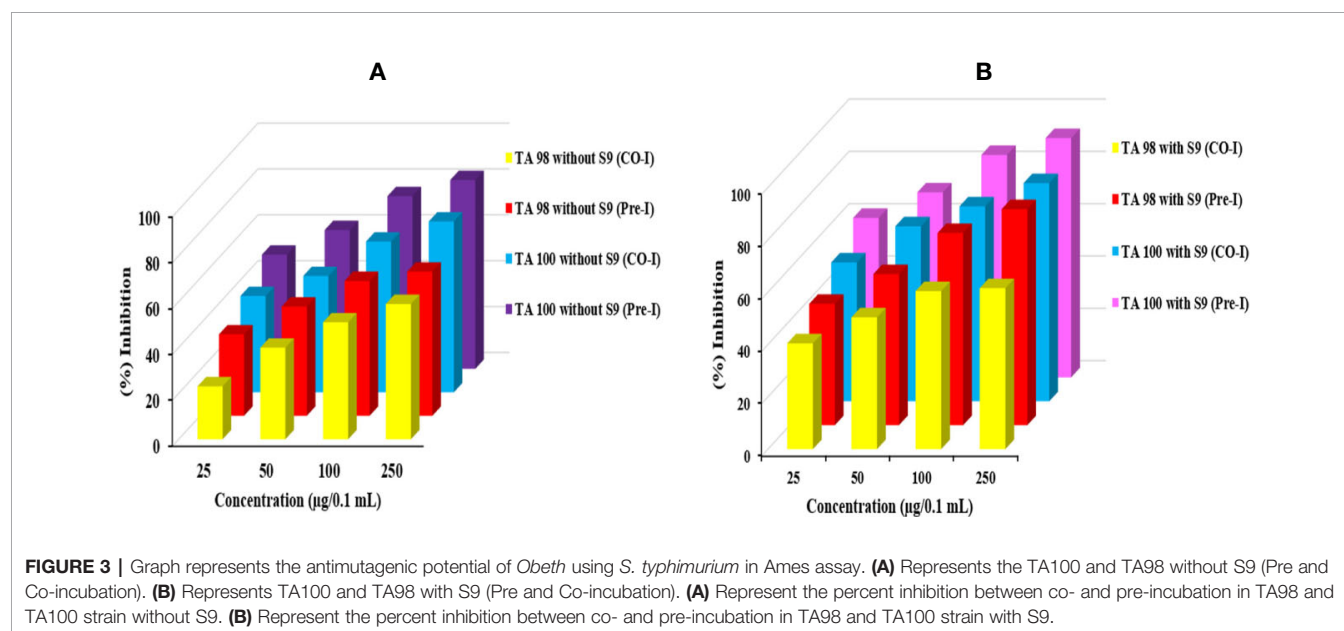 A
B
(%) Inhibition
100
80
60
40
20
0
25
50
100
250
Concentration (µg/0.1 mL)
TA 98 without S9 (CO-I)
TA 98 without S9 (Pre-I)
TA 100 without S9 (CO-I)
TA 100 without S9 (Pre-I)
(%) Inhibition
100
80
60
40
20
0
25
50
100
250
Concentration (µg/0.1 mL)
TA 98 with S9 (CO-I)
TA 98 with S9 (Pre-I)
TA 100 with S9 (CO-I)
TA 100 with S9 (Pre-I)
FIGURE 3 | Graph represents the antimutagenic potential of Obeth using S. typhimurium in Ames assay. (A) Represents the TA100 and TA98 without S9 (Pre and
Co-incubation). (B) Represents TA100 and TA98 with S9 (Pre and Co-incubation). (A) Represent the percent inhibition between co- and pre-incubation in TA98 and
TA100 strain without S9. (B) Represent the percent inhibition between co- and pre-incubation in TA98 and TA100 strain with S9.